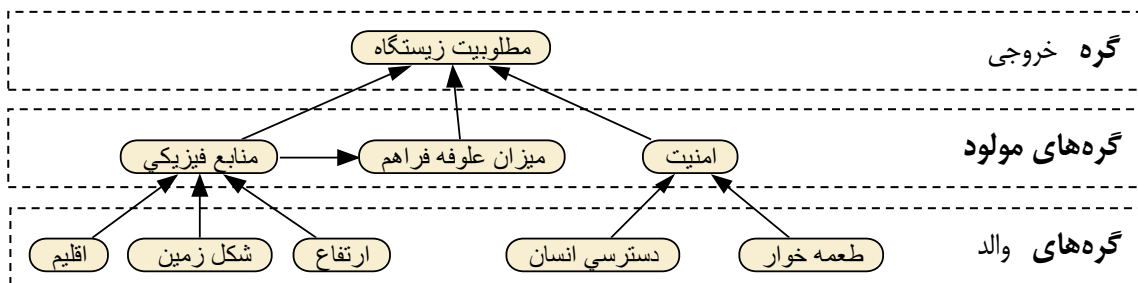 گره خروجی
مطلوبيت زيستگاه
گره‌های مولود
امنيت
ميزان علوفه فراهم
منابع فيزيكي
گره‌های والد
طعمه خوار
دسترسي انسان
ارتفاع
شكل زمين
اقليم